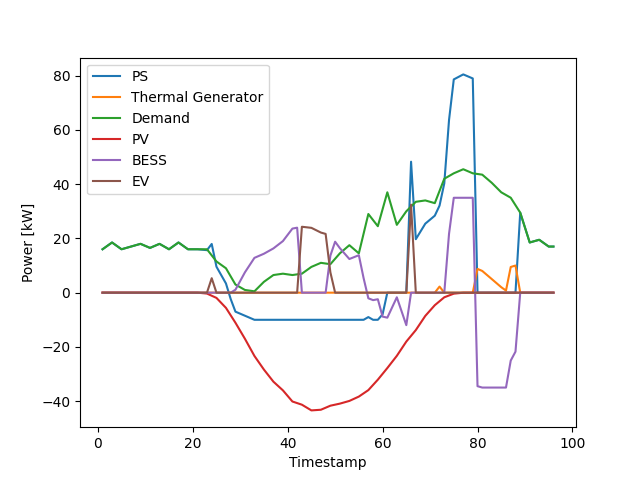 PS
Thermal Generator
Demand
PV
BESS
EV
Power [kW]
80
60
40
20
0
−20
−40
0 20 40 60 80 100
Timestamp